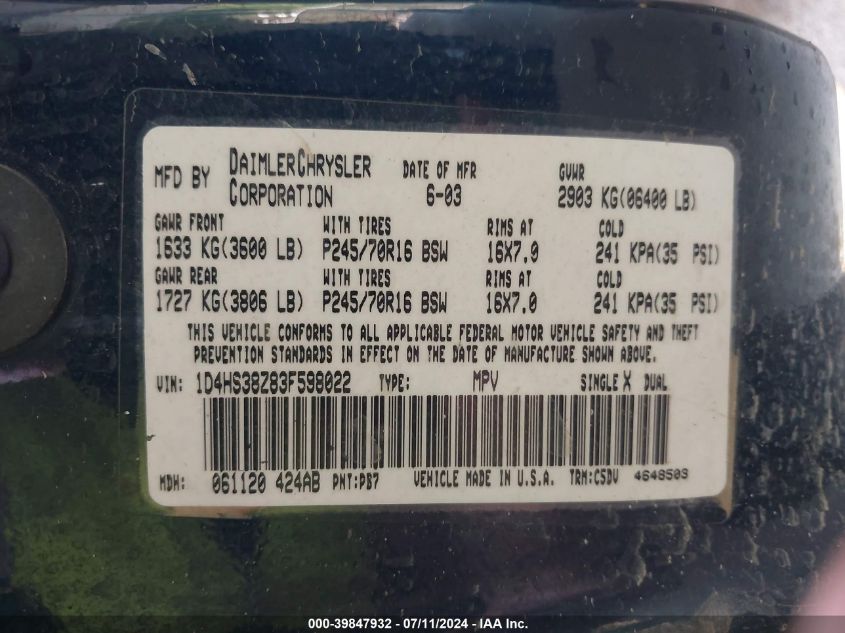 MFD BY DAIMLERCHRYSLER CORPORATION DATE OF MFR 6-03 GVWR 2903 KG(06400 LB)
GAWR FRONT WITH TIRES RIMS AT COLD
1633 KG(3600 LB) P245/70R16 BSW 16X7.0 241 KPA(35 PSI)
GAWR REAR WITH TIRES RIMS AT COLD
1727 KG(3806 LB) P245/70R16 BSW 16X7.0 241 KPA(35 PSI)
THIS VEHICLE CONFORMS TO ALL APPLICABLE FEDERAL MOTOR VEHICLE SAFETY AND THEFT
PREVENTION STANDARDS IN EFFECT ON THE DATE OF MANUFACTURE SHOWN ABOVE.
VIN: 1D4HS38Z83F598022 TYPE: MPV SINGLE X DUAL
MDH: 061120 424AB PNT:PB7 VEHICLE MADE IN U.S.A. TRM:C5DV 4648503
000-39847932 - 07/11/2024 - IAA Inc.